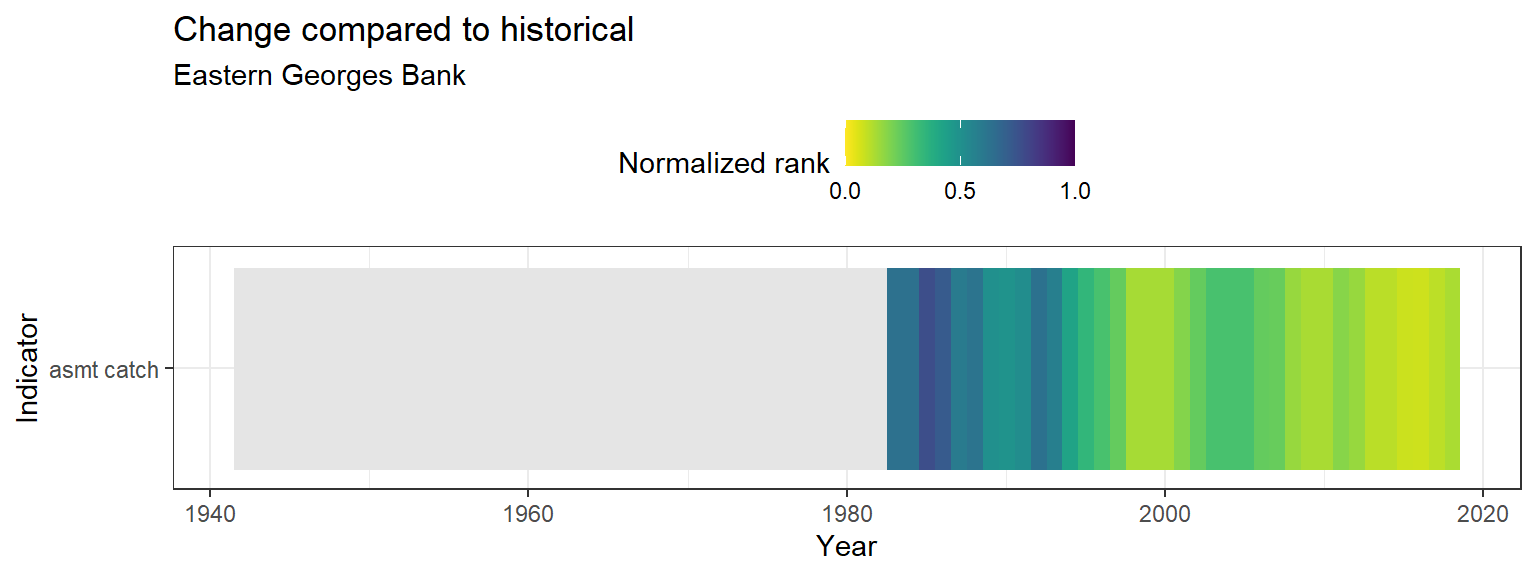 Change compared to historical
Eastern Georges Bank
Normalized rank
0.0 0.5 1.0
Indicator
asmt catch
1940 1960 1980 2000 2020
Year